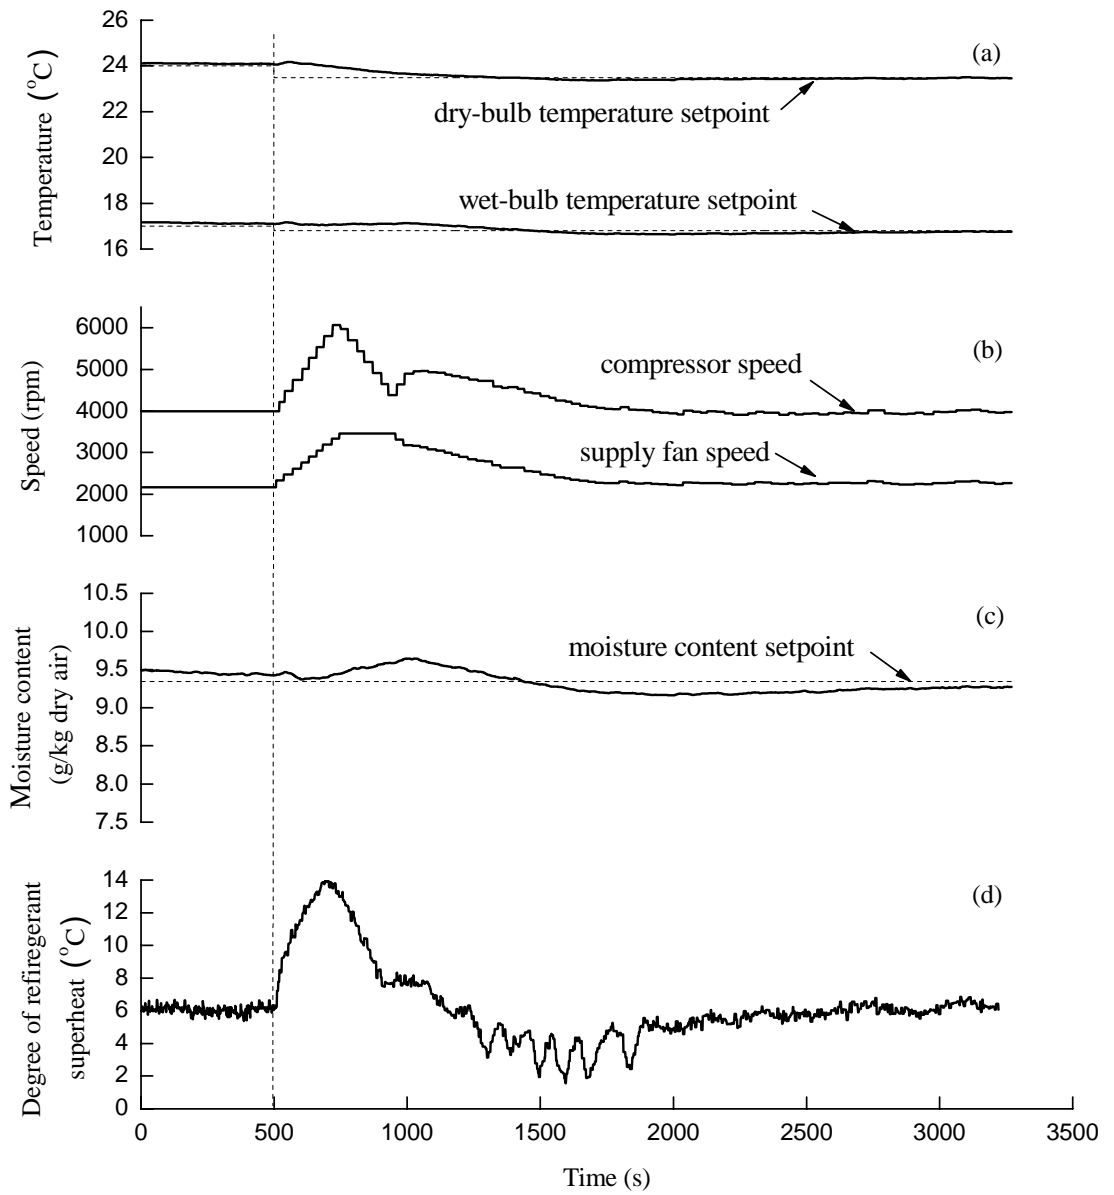 26
24
22
20
18
16
Temperature (°C)
(a)
dry-bulb temperature setpoint
wet-bulb temperature setpoint
6000
5000
4000
3000
2000
1000
Speed (rpm)
(b)
compressor speed
supply fan speed
10.5
10.0
9.5
9.0
8.5
8.0
7.5
Moisture content
(g/kg dry air)
(c)
moisture content setpoint
14
12
10
8
6
4
2
0
Degree of refiregerant
superheat (°C)
(d)
0 500 1000 1500 2000 2500 3000 3500
Time (s)